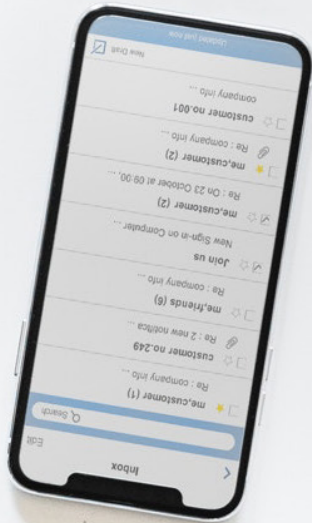 Inbox
Edit
Search
me,customer (1)
Re : company info ...
customer no.249
Re : 2 new notifica ...
me,friends (6)
Re : company info ...
Join us
New Sign-in on Computer ...
me,customer (2)
Re : On 23 October at 09:00, ...
me,customer (2)
Re : company info ...
customer no.001
company info ...
New Draft
Updated just now